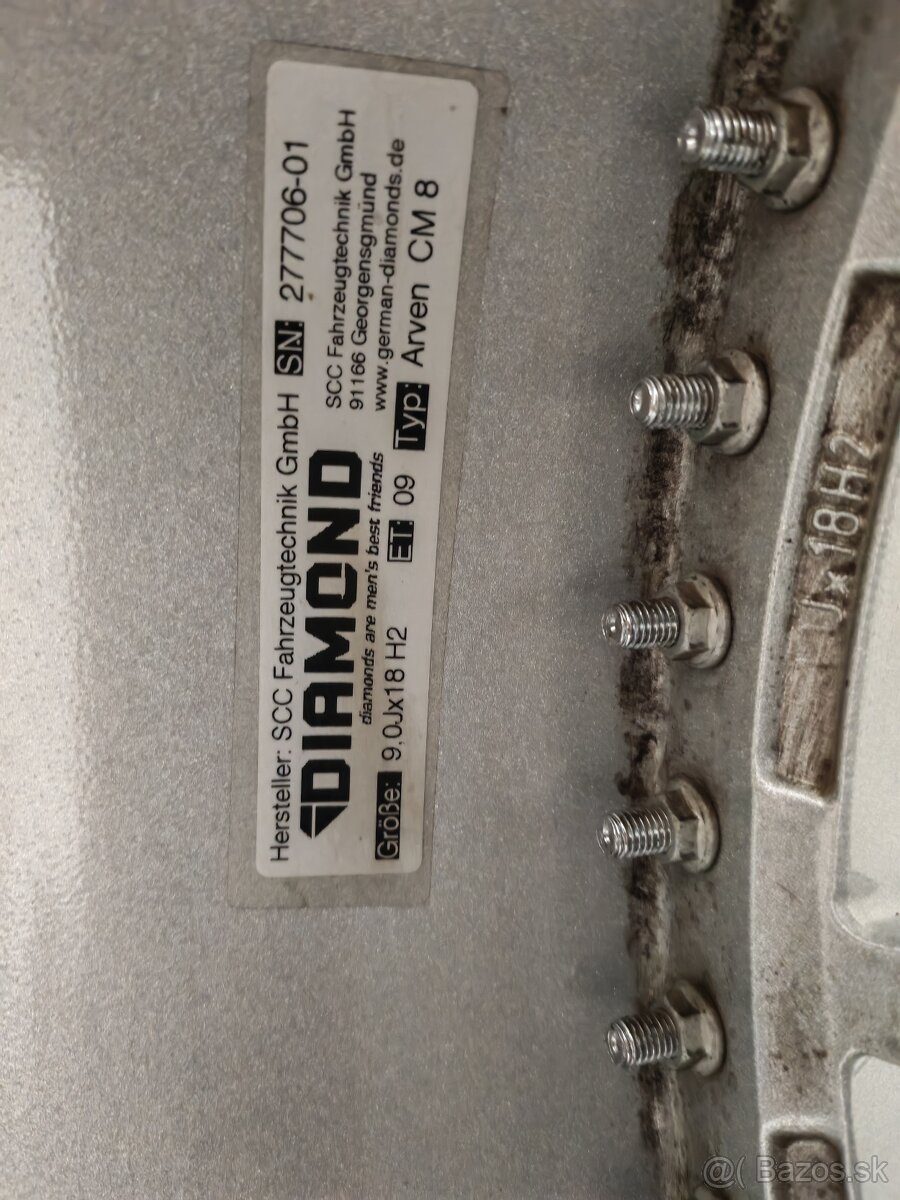 Hersteller: SCC Fahrzeugtechnik GmbH SN: 277706-01
DIAMOND
diamonds are men's best friends
SCC Fahrzeugtechnik GmbH
91166 Georgensgmünd
www.german-diamonds.de
Größe: 9,0Jx18 H2 ET: 09 Typ: Arven CM 8
Jx18H2
@( Bazos.sk